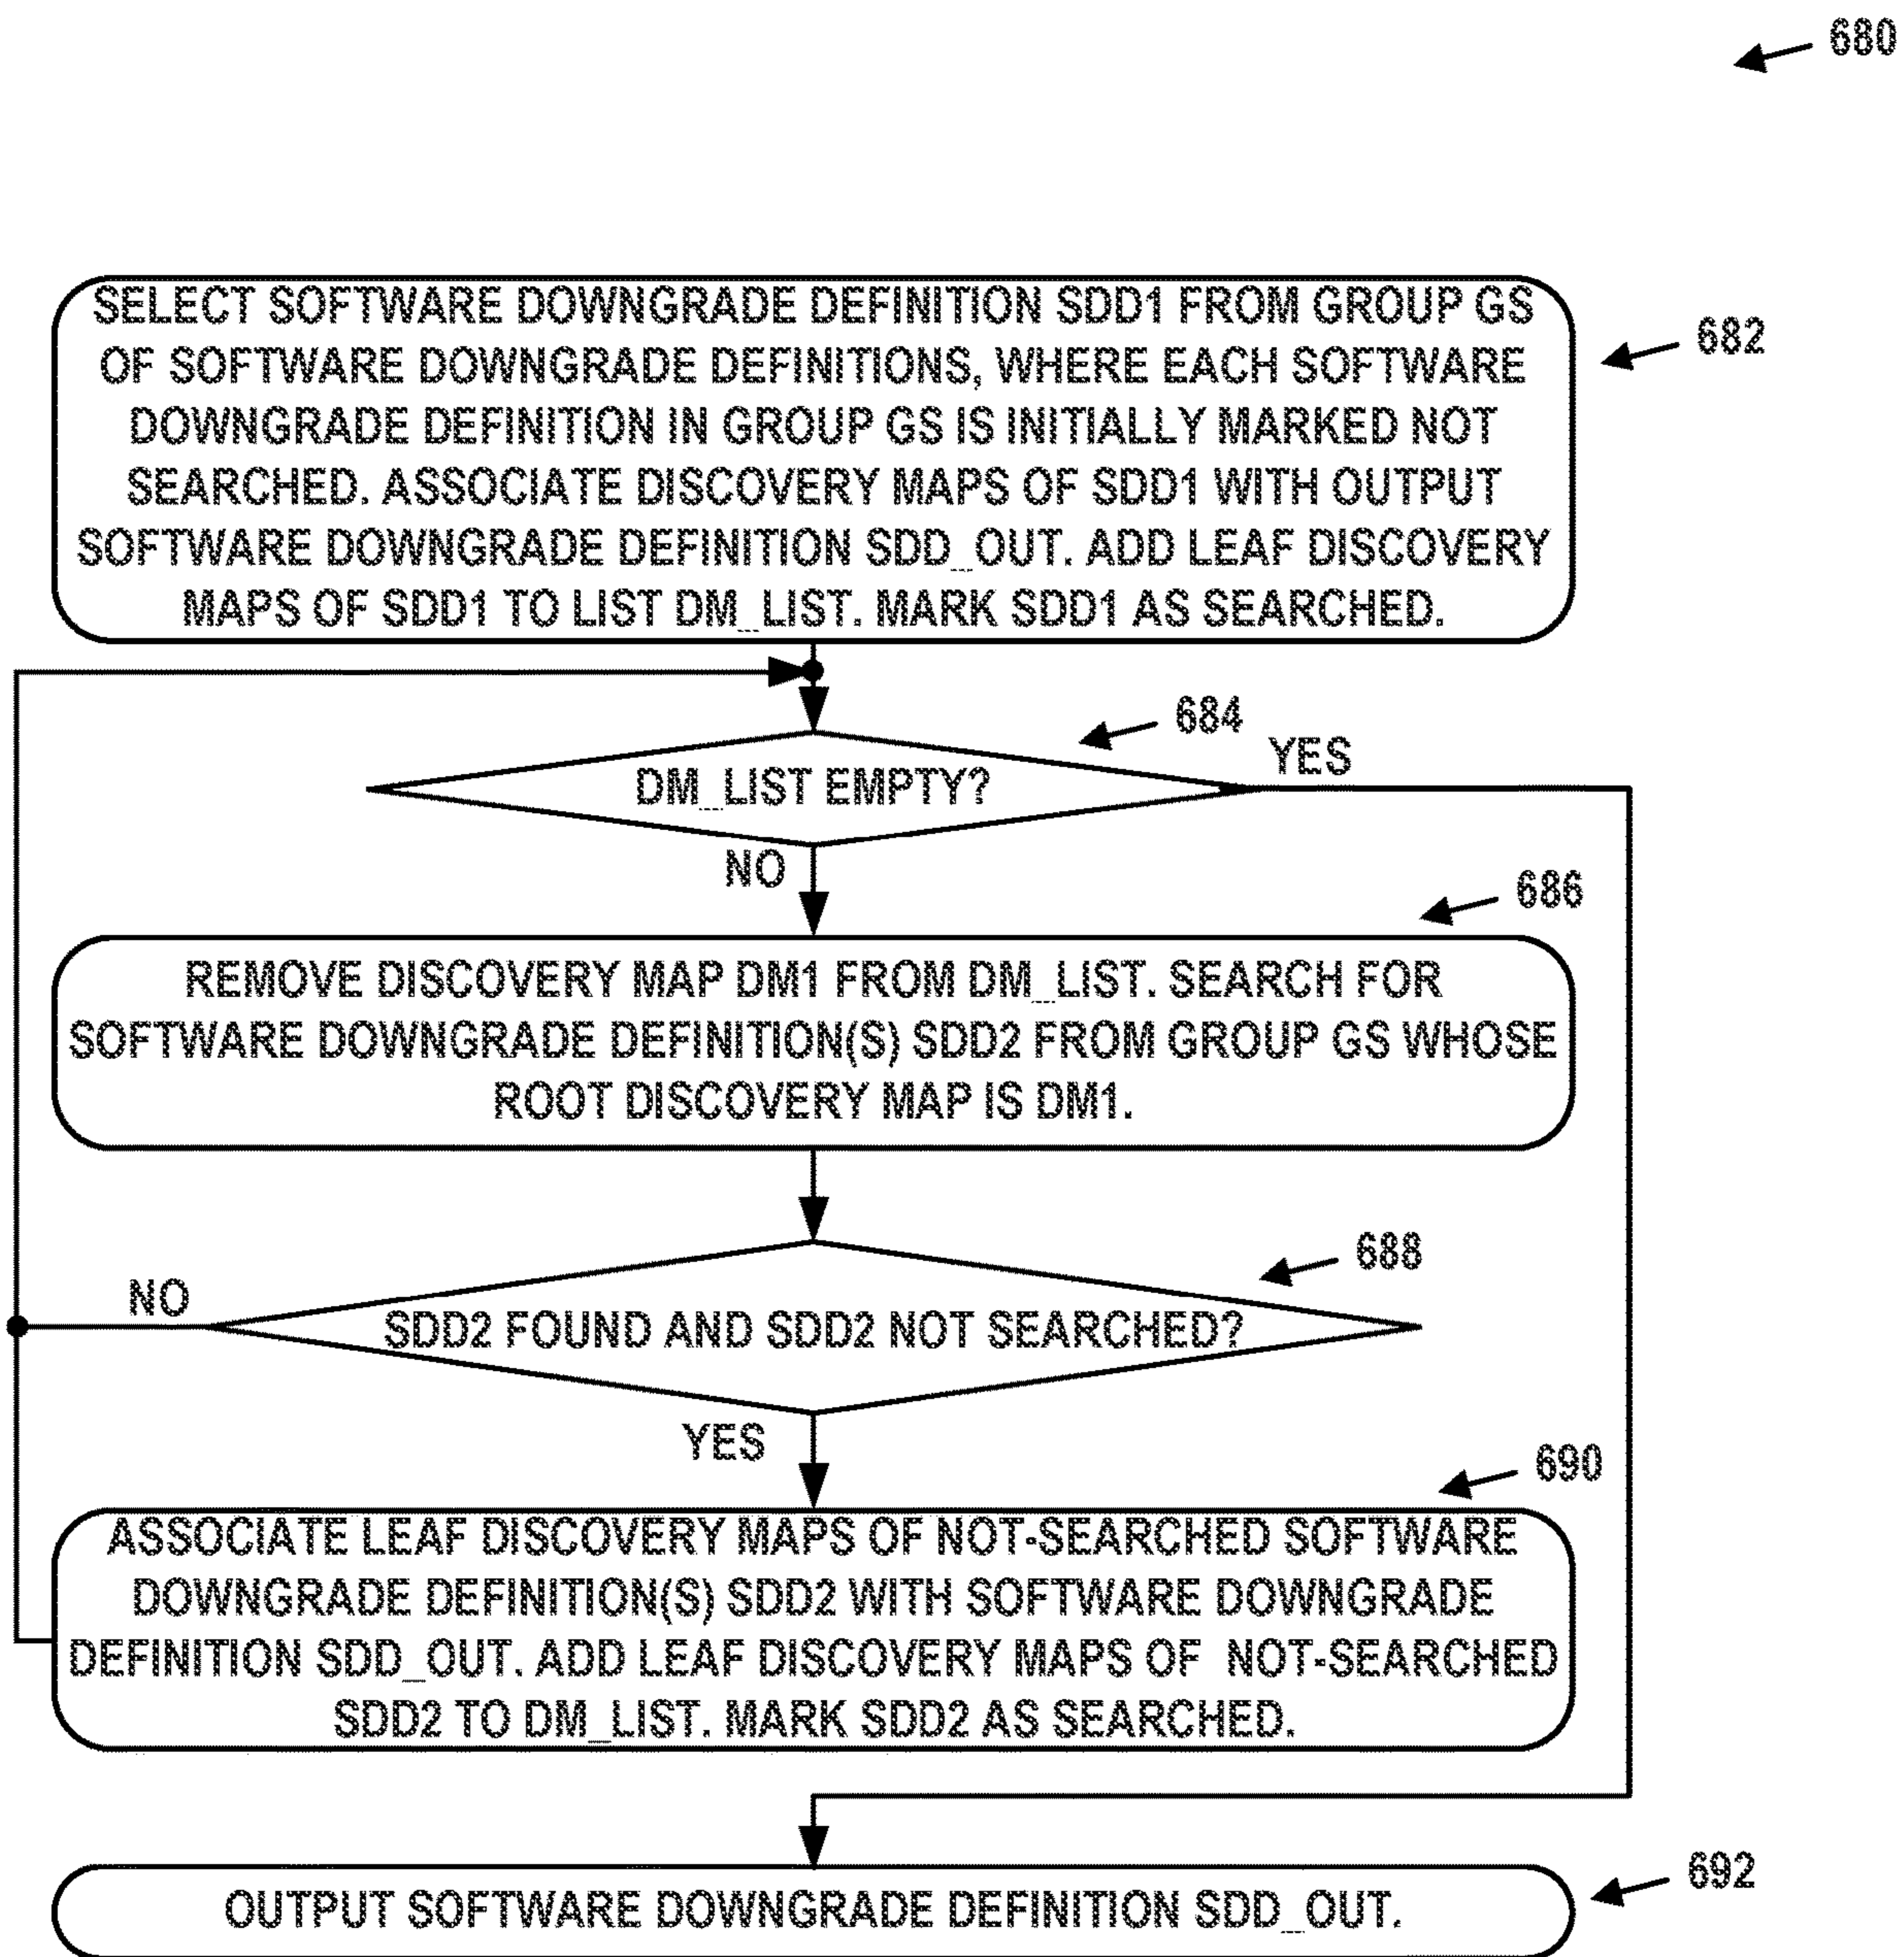 680
SELECT SOFTWARE DOWNGRADE DEFINITION SDD1 FROM GROUP GS
OF SOFTWARE DOWNGRADE DEFINITIONS, WHERE EACH SOFTWARE
DOWNGRADE DEFINITION IN GROUP GS IS INITIALLY MARKED NOT
SEARCHED. ASSOCIATE DISCOVERY MAPS OF SDD1 WITH OUTPUT
SOFTWARE DOWNGRADE DEFINITION SDD_OUT. ADD LEAF DISCOVERY
MAPS OF SDD1 TO LIST DM_LIST. MARK SDD1 AS SEARCHED.
682
684
DM_LIST EMPTY?
YES
NO
686
REMOVE DISCOVERY MAP DM1 FROM DM_LIST. SEARCH FOR
SOFTWARE DOWNGRADE DEFINITION(S) SDD2 FROM GROUP GS WHOSE
ROOT DISCOVERY MAP IS DM1.
688
NO
SDD2 FOUND AND SDD2 NOT SEARCHED?
YES
690
ASSOCIATE LEAF DISCOVERY MAPS OF NOT-SEARCHED SOFTWARE
DOWNGRADE DEFINITION(S) SDD2 WITH SOFTWARE DOWNGRADE
DEFINITION SDD_OUT. ADD LEAF DISCOVERY MAPS OF NOT-SEARCHED
SDD2 TO DM_LIST. MARK SDD2 AS SEARCHED.
692
OUTPUT SOFTWARE DOWNGRADE DEFINITION SDD_OUT.